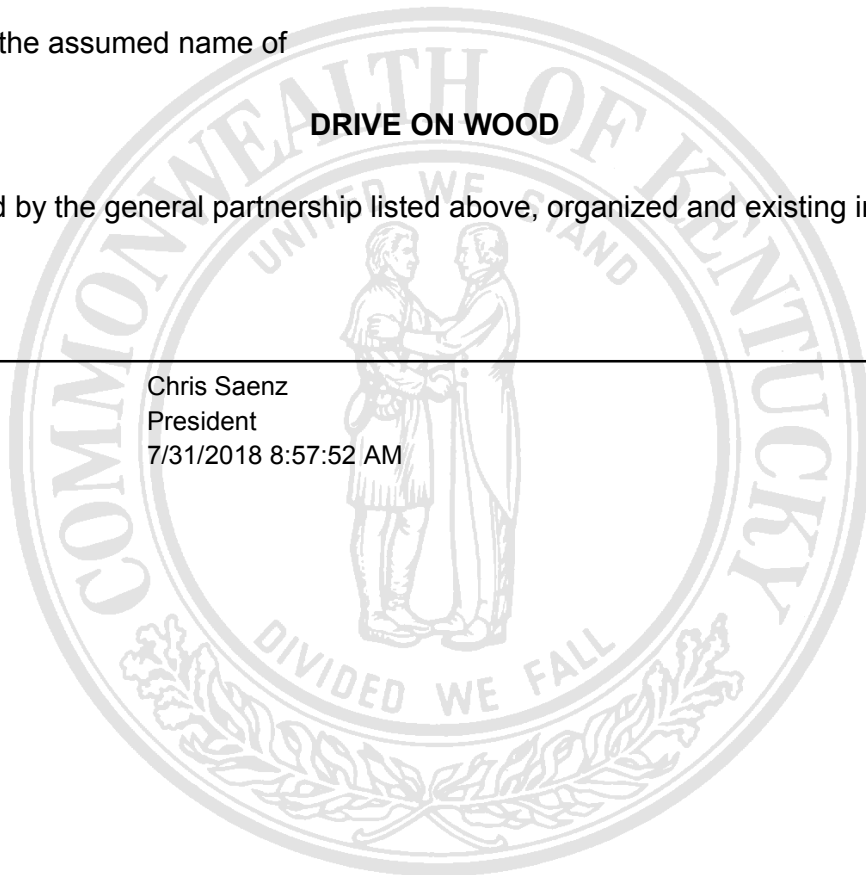 the assumed name of
DRIVE ON WOOD
d by the general partnership listed above, organized and existing i
Chris Saenz
President
7/31/2018 8:57:52 AM
COMMONWEALTH OF KENTUCKY
UNITED WE STAND
DIVIDED WE FALL